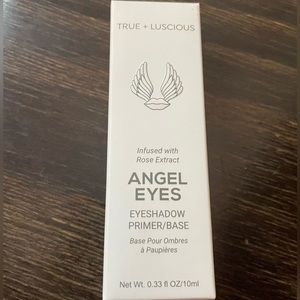 TRUE + LUSCIOUS
Infused with
Rose Extract
ANGEL
EYES
EYESHADOW
PRIMER/BASE
Base Pour Ombres
à Paupières
Net Wt. 0.33 fl OZ/10ml